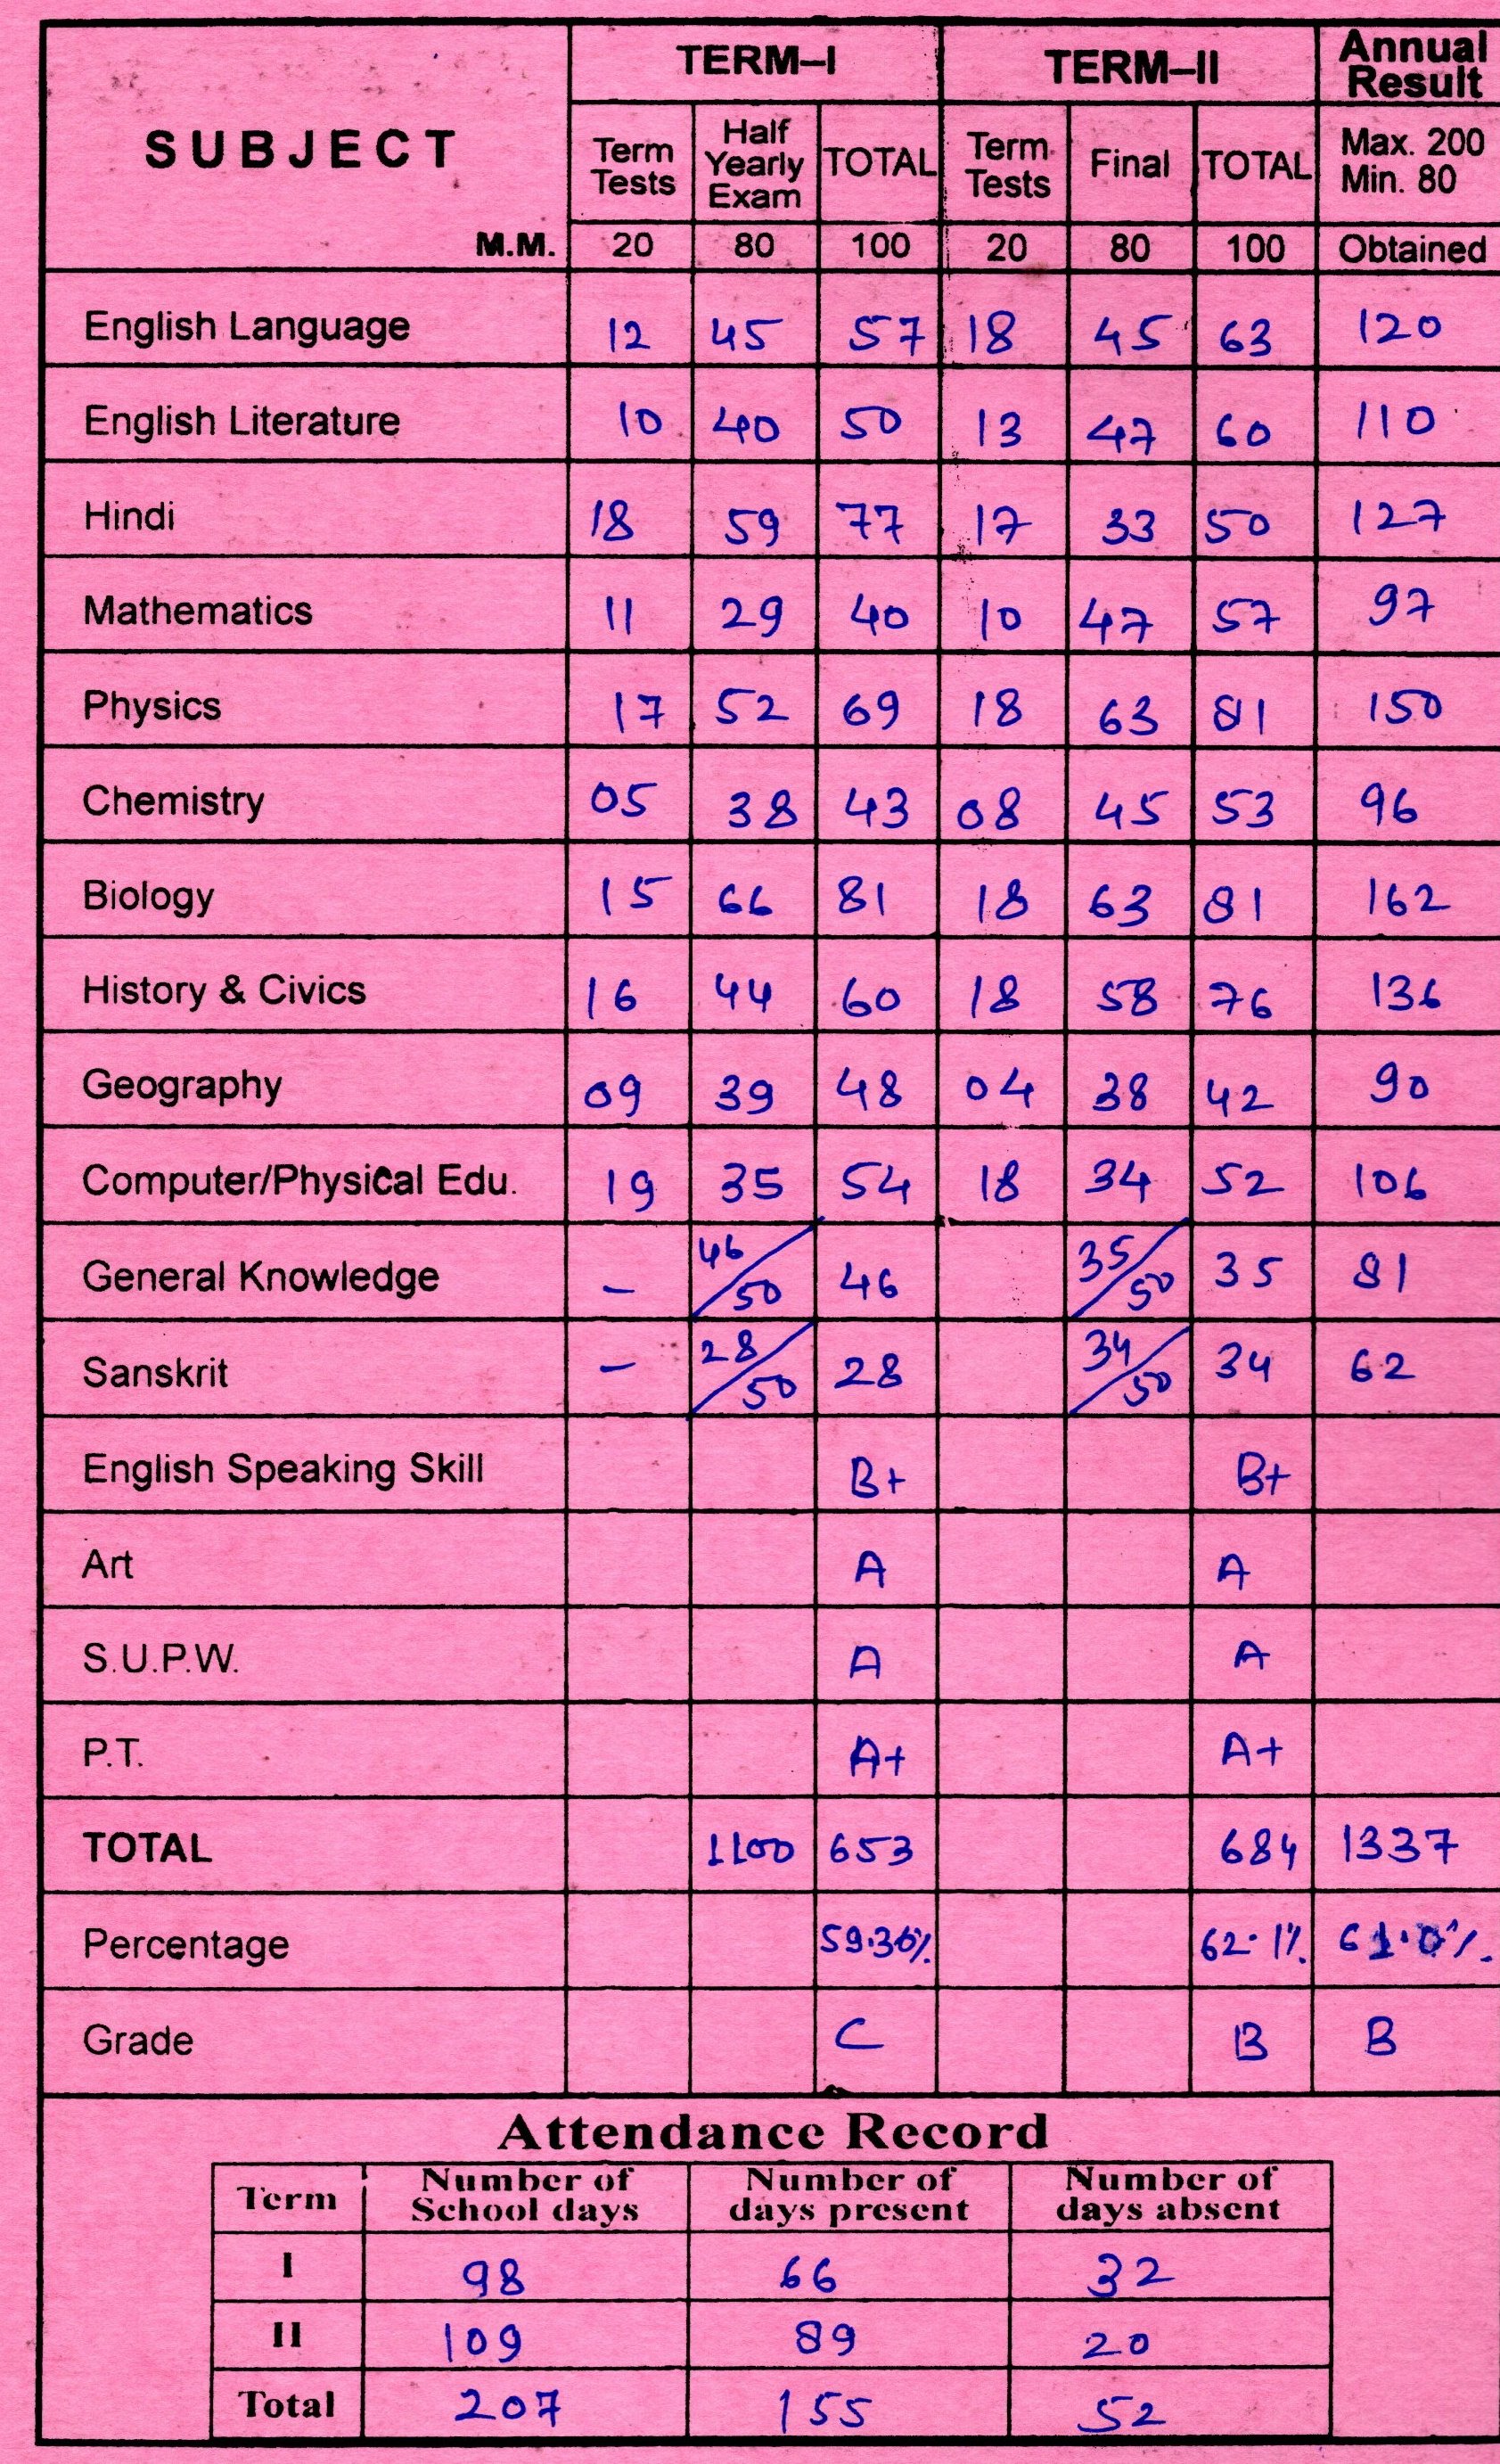 SUBJECT TERM–I TERM–II Annual Result
Term Tests Half Yearly Exam TOTAL Term Tests Final TOTAL Max. 200 Min. 80
M.M. 20 80 100 20 80 100 Obtained
English Language 12 45 57 18 45 63 120
English Literature 10 40 50 13 47 60 110
Hindi 18 59 77 17 33 50 127
Mathematics 11 29 40 10 47 57 97
Physics 17 52 69 18 63 81 150
Chemistry 05 38 43 08 45 53 96
Biology 15 66 81 18 63 81 162
History & Civics 16 44 60 18 58 76 136
Geography 09 39 48 04 38 42 90
Computer/Physical Edu. 19 35 54 18 34 52 106
General Knowledge – 46/50 46 35/50 35 81
Sanskrit – 28/50 28 34/50 34 62
English Speaking Skill B+ B+
Art A A
S.U.P.W. A A
P.T. A+ A+
TOTAL 1100 653 684 1337
Percentage 59.36% 62.1% 61.0%
Grade C B B
Attendance Record
Term Number of School days Number of days present Number of days absent
I 98 66 32
II 109 89 20
Total 207 155 52